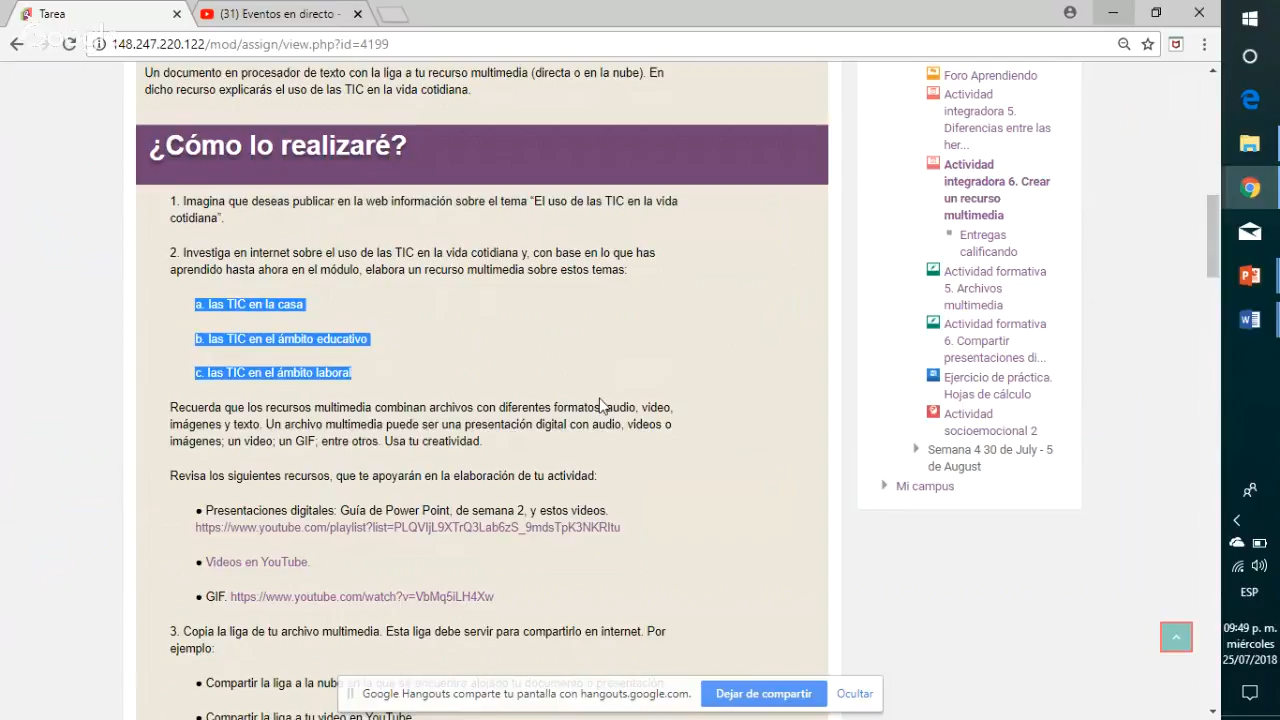 Tarea
(31) Eventos en directo -
148.247.220.122/mod/assign/view.php?id=4199
Un documento en procesador de texto con la liga a tu recurso multimedia (directa o en la nube). En
dicho recurso explicarás el uso de las TIC en la vida cotidiana.
¿Cómo lo realizaré?
1. Imagina que deseas publicar en la web información sobre el tema “El uso de las TIC en la vida
cotidiana”.
2. Investiga en internet sobre el uso de las TIC en la vida cotidiana y, con base en lo que has
aprendido hasta ahora en el módulo, elabora un recurso multimedia sobre estos temas:
a. las TIC en la casa
b. las TIC en el ámbito educativo
c. las TIC en el ámbito laboral
Recuerda que los recursos multimedia combinan archivos con diferentes formatos: audio, video,
imágenes y texto. Un archivo multimedia puede ser una presentación digital con audio, videos o
imágenes; un video; un GIF; entre otros. Usa tu creatividad.
Revisa los siguientes recursos, que te apoyarán en la elaboración de tu actividad:
• Presentaciones digitales: Guía de Power Point, de semana 2, y estos videos.
https://www.youtube.com/playlist?list=PLQVIjL9XTrQ3Lab6zS_9mdsTpK3NKRItu
• Videos en YouTube.
• GIF. https://www.youtube.com/watch?v=VbMq5iLH4Xw
3. Copia la liga de tu archivo multimedia. Esta liga debe servir para compartirlo en internet. Por
ejemplo:
• Compartir la liga a la nube en la que se encuentra alojado tu documento o presentación.
• Compartir la liga a tu video en YouTube.
Google Hangouts comparte tu pantalla con hangouts.google.com.
Dejar de compartir
Ocultar
Foro Aprendiendo
Actividad
integradora 5.
Diferencias entre las
her...
Actividad
integradora 6. Crear
un recurso
multimedia
Entregas
calificando
Actividad formativa
5. Archivos
multimedia
Actividad formativa
6. Compartir
presentaciones di...
Ejercicio de práctica.
Hojas de cálculo
Actividad
socioemocional 2
Semana 4 30 de July - 5
de August
Mi campus
ESP
09:49 p. m.
miércoles
25/07/2018